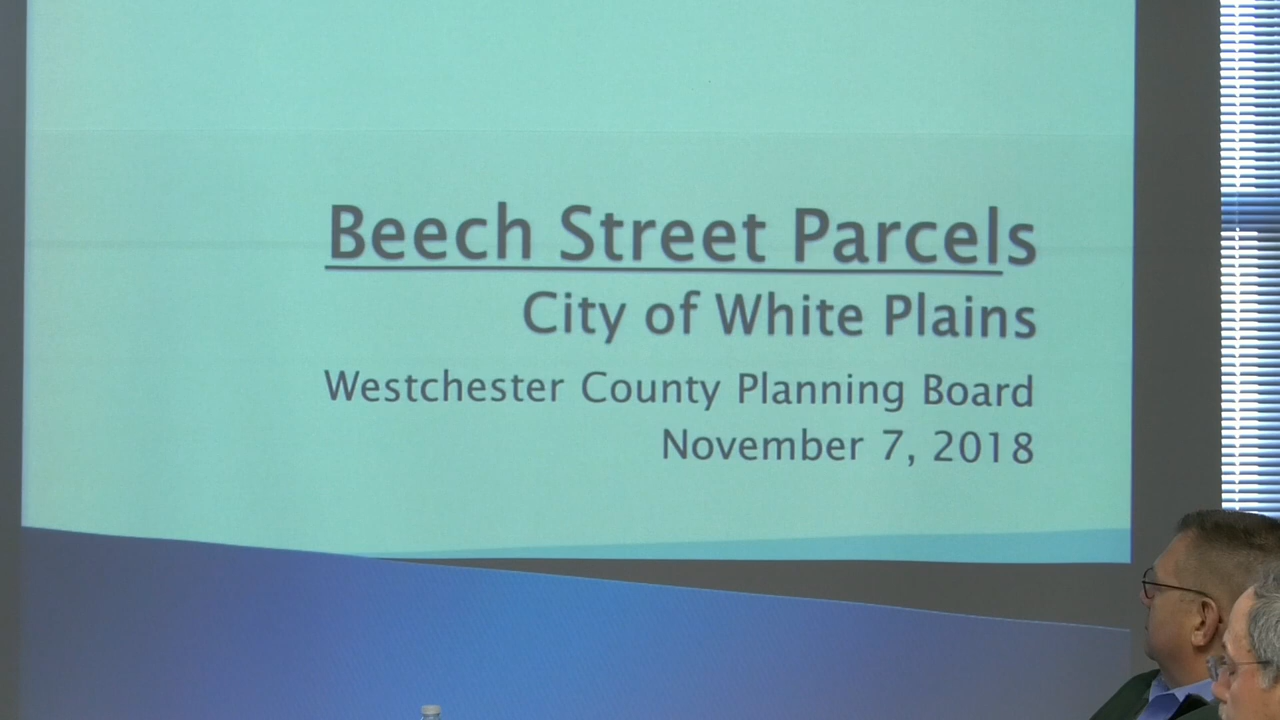 Beech Street Parcels
City of White Plains
Westchester County Planning Board
November 7, 2018